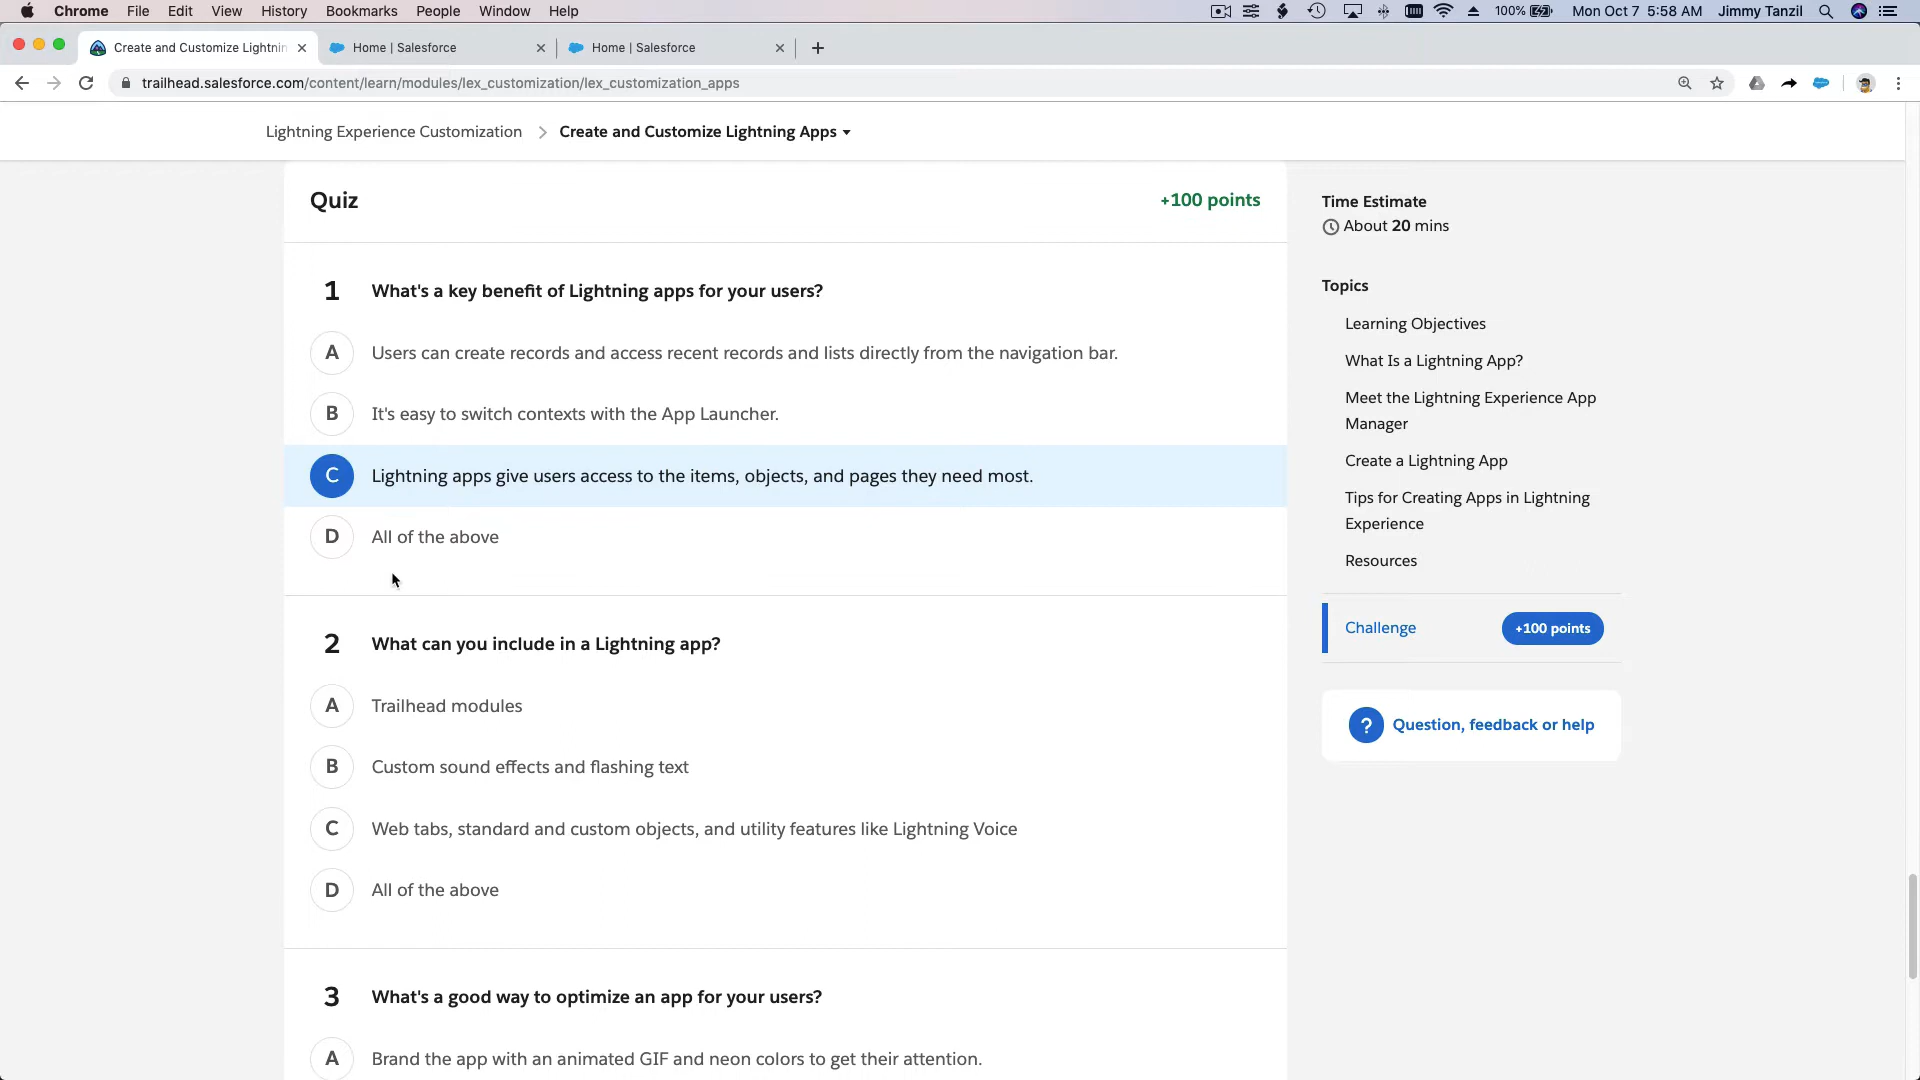 Chrome File Edit View History Bookmarks People Window Help 100% Mon Oct 7 5:58 AM Jimmy Tanzil
Create and Customize Lightnin Home | Salesforce Home | Salesforce
trailhead.salesforce.com/content/learn/modules/lex_customization/lex_customization_apps
Lightning Experience Customization > Create and Customize Lightning Apps
Quiz +100 points
1 What's a key benefit of Lightning apps for your users?
A Users can create records and access recent records and lists directly from the navigation bar.
B It's easy to switch contexts with the App Launcher.
C Lightning apps give users access to the items, objects, and pages they need most.
D All of the above
2 What can you include in a Lightning app?
A Trailhead modules
B Custom sound effects and flashing text
C Web tabs, standard and custom objects, and utility features like Lightning Voice
D All of the above
3 What's a good way to optimize an app for your users?
A Brand the app with an animated GIF and neon colors to get their attention.
Time Estimate
About 20 mins
Topics
Learning Objectives
What Is a Lightning App?
Meet the Lightning Experience App
Manager
Create a Lightning App
Tips for Creating Apps in Lightning
Experience
Resources
Challenge +100 points
? Question, feedback or help